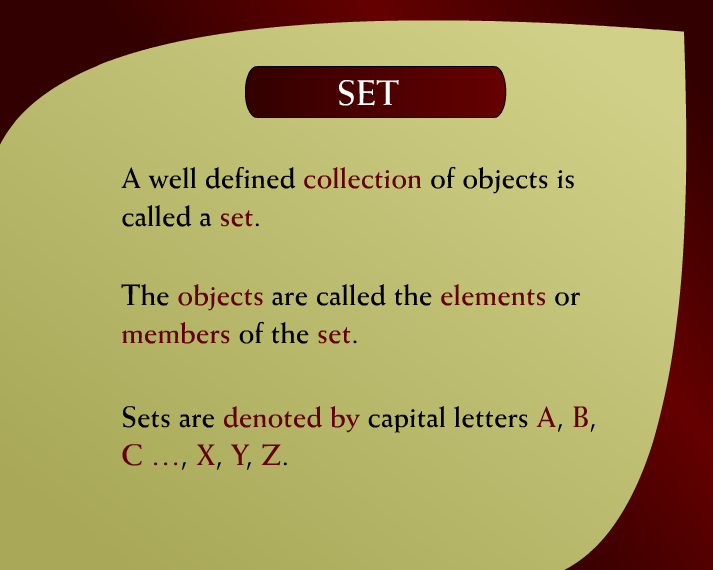 SET
A well defined collection of objects is
called a set.
The objects are called the elements or
members of the set.
Sets are denoted by capital letters A, B,
C …, X, Y, Z.